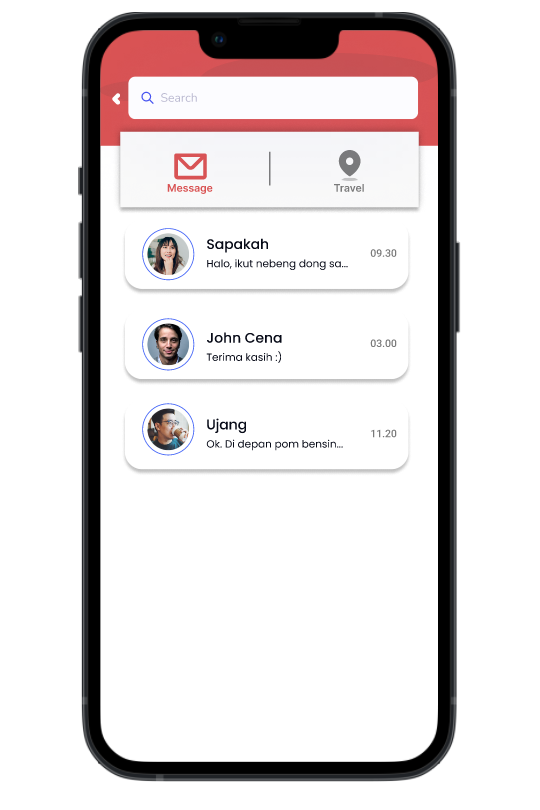 Search
Message
Travel
Sapakah
Halo, ikut nebeng dong sa...
09.30
John Cena
Terima kasih :)
03.00
Ujang
Ok. Di depan pom bensin...
11.20